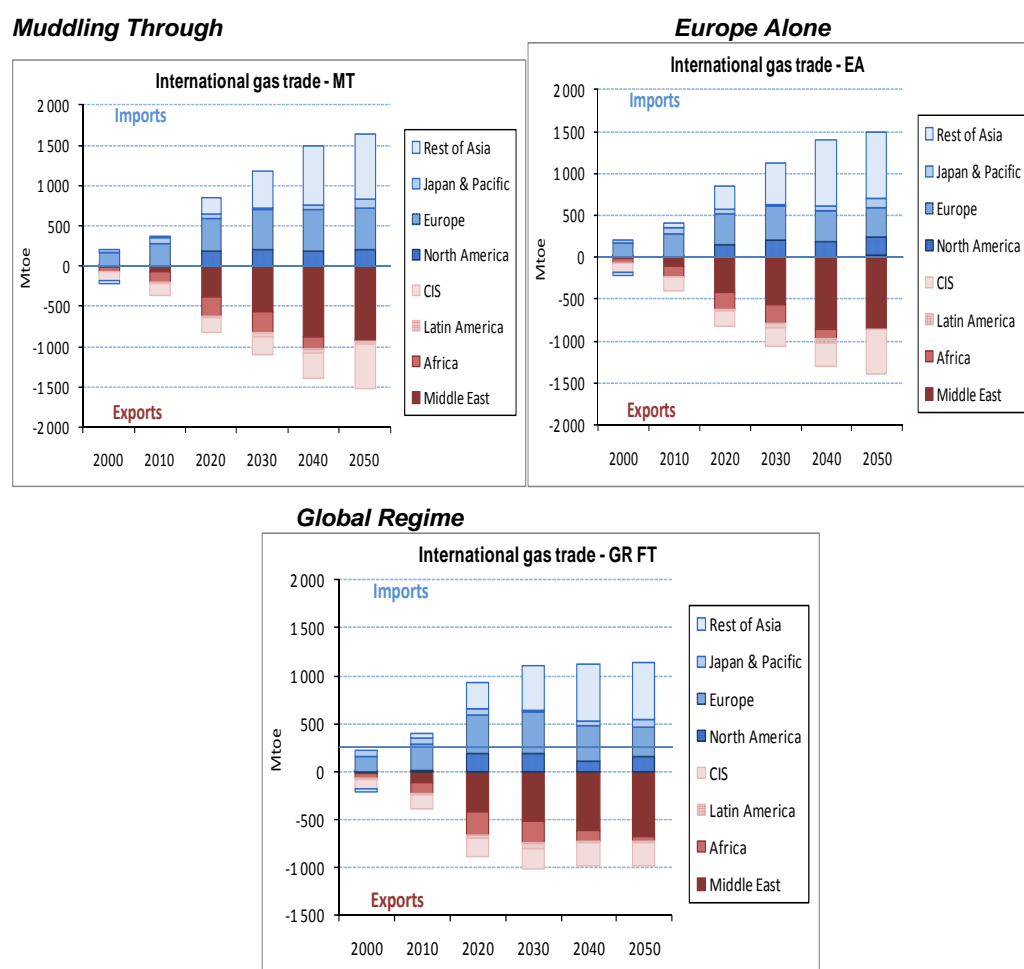 Muddling Through
Europe Alone
International gas trade - MT
Imports
Exports
Mtoe
2 000
1 500
1 000
500
0
-500
-1 000
-1 500
-2 000
2000 2010 2020 2030 2040 2050
Rest of Asia
Japan & Pacific
Europe
North America
CIS
Latin America
Africa
Middle East
International gas trade - EA
Imports
Exports
Mtoe
2 000
1 500
1 000
500
0
-500
-1 000
-1 500
-2 000
2000 2010 2020 2030 2040 2050
Rest of Asia
Japan & Pacific
Europe
North America
CIS
Latin America
Africa
Middle East
Global Regime
International gas trade - GR FT
Imports
Exports
Mtoe
2 000
1 500
1 000
500
0
-500
-1 000
-1 500
2000 2010 2020 2030 2040 2050
Rest of Asia
Japan & Pacific
Europe
North America
CIS
Latin America
Africa
Middle East